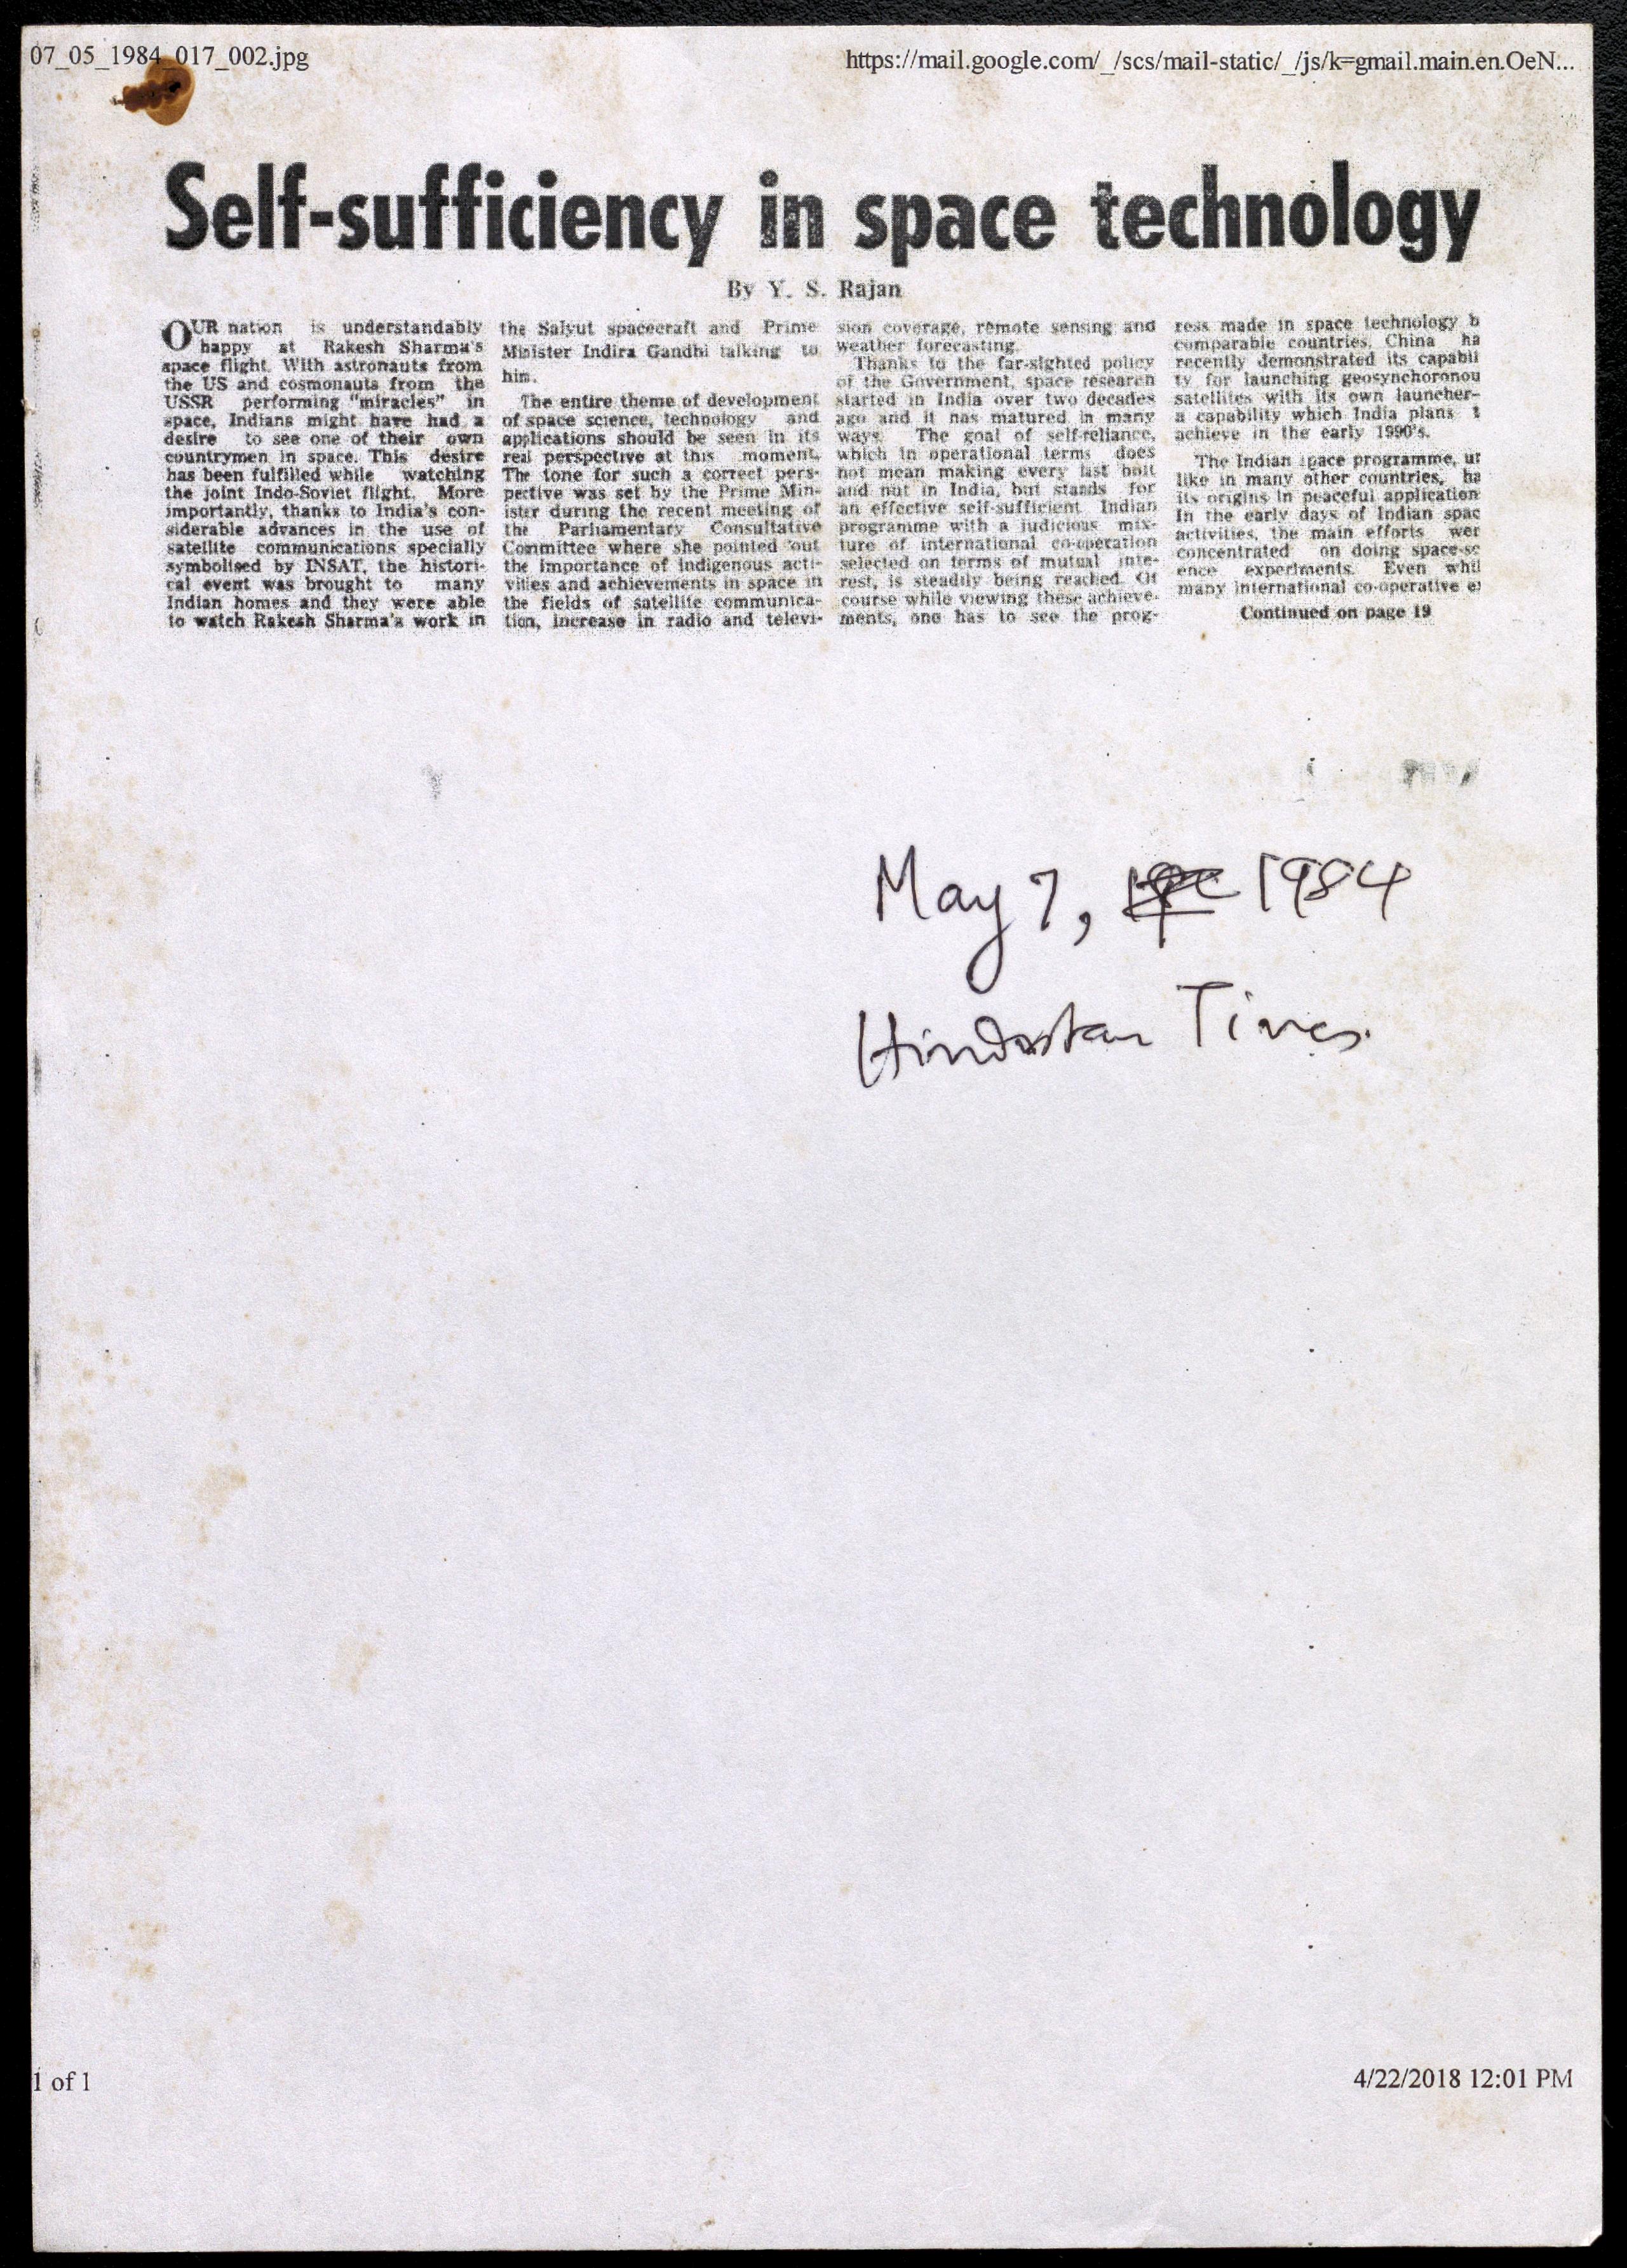 07_05_1984_017_002.jpg
https://mail.google.com/_/scs/mail-static/_/js/k=gmail.main.en.OeN...
Self-sufficiency in space technology
By Y. S. Rajan
OUR nation is understandably
happy at Rakesh Sharma's
space flight. With astronauts from
the US and cosmonauts from the
USSR performing "miracles" in
space, Indians might have had a
desire to see one of their own
countrymen in space. This desire
has been fulfilled while watching
the joint Indo-Soviet flight. More
importantly, thanks to India's con-
siderable advances in the use of
satellite communications specially
symbolised by INSAT, the histori-
cal event was brought to many
Indian homes and they were able
to watch Rakesh Sharma's work in
the Salyut spacecraft and Prime
Minister Indira Gandhi talking to
him.
The entire theme of development
of space science, technology and
applications should be seen in its
real perspective at this moment.
The tone for such a correct pers-
pective was set by the Prime Min-
ister during the recent meeting of
the Parliamentary Consultative
Committee where she pointed out
the importance of indigenous acti-
vities and achievements in space in
the fields of satellite communica-
tion, increase in radio and televi-
sion coverage, remote sensing and
weather forecasting.
Thanks to the far-sighted policy
of the Government, space research
started in India over two decades
ago and it has matured in many
ways. The goal of self-reliance,
which in operational terms does
not mean making every last bolt
and nut in India, but stands for
an effective self-sufficient Indian
programme with a judicious mix-
ture of international co-operation
selected on terms of mutual inte-
rest, is steadily being reached. Of
course while viewing these achieve-
ments, one has to see the prog-
ress made in space technology b
comparable countries. China ha
recently demonstrated its capabil
ty for launching geosynchoronou
satellites with its own launcher-
a capability which India plans t
achieve in the early 1990's.
The Indian space programme, un
like in many other countries, ha
its origins in peaceful application
In the early days of Indian spac
activities, the main efforts wer
concentrated on doing space-sc
ence experiments. Even whil
many international co-operative e
Continued on page 19
May 7, 1984
Hindustan Times
1 of 1
4/22/2018 12:01 PM